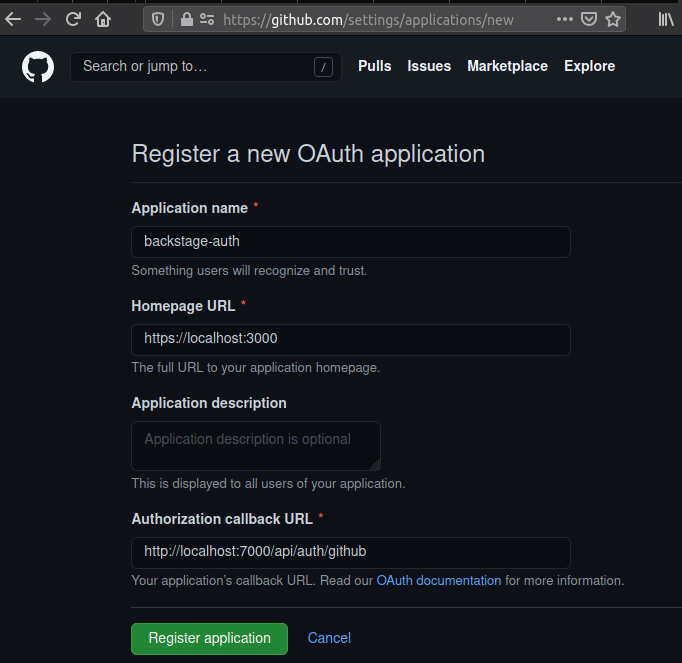 https://github.com/settings/applications/new
Search or jump to…
/
Pulls Issues Marketplace Explore
Register a new OAuth application
Application name *
backstage-auth
Something users will recognize and trust.
Homepage URL *
https://localhost:3000
The full URL to your application homepage.
Application description
Application description is optional
This is displayed to all users of your application.
Authorization callback URL *
http://localhost:7000/api/auth/github
Your application's callback URL. Read our OAuth documentation for more information.
Register application Cancel